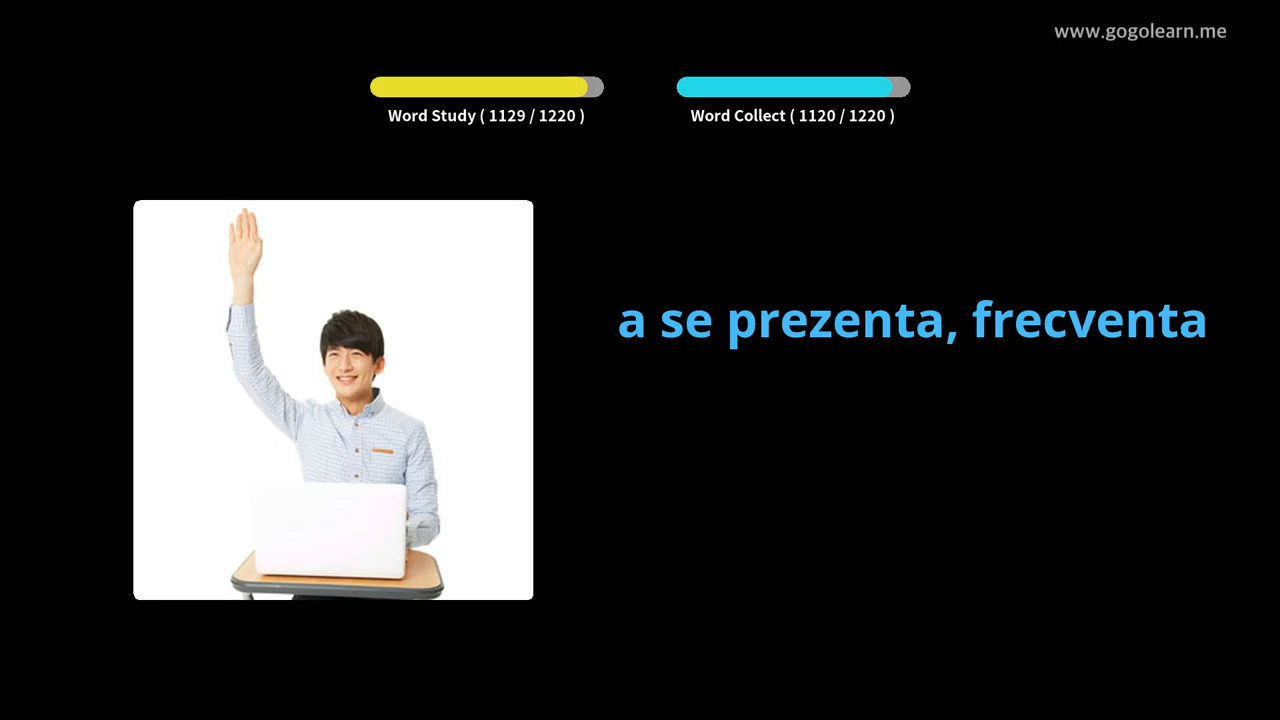 www.gogolearn.me
Word Study ( 1129 / 1220 )
Word Collect ( 1120 / 1220 )
a se prezenta, frecventa